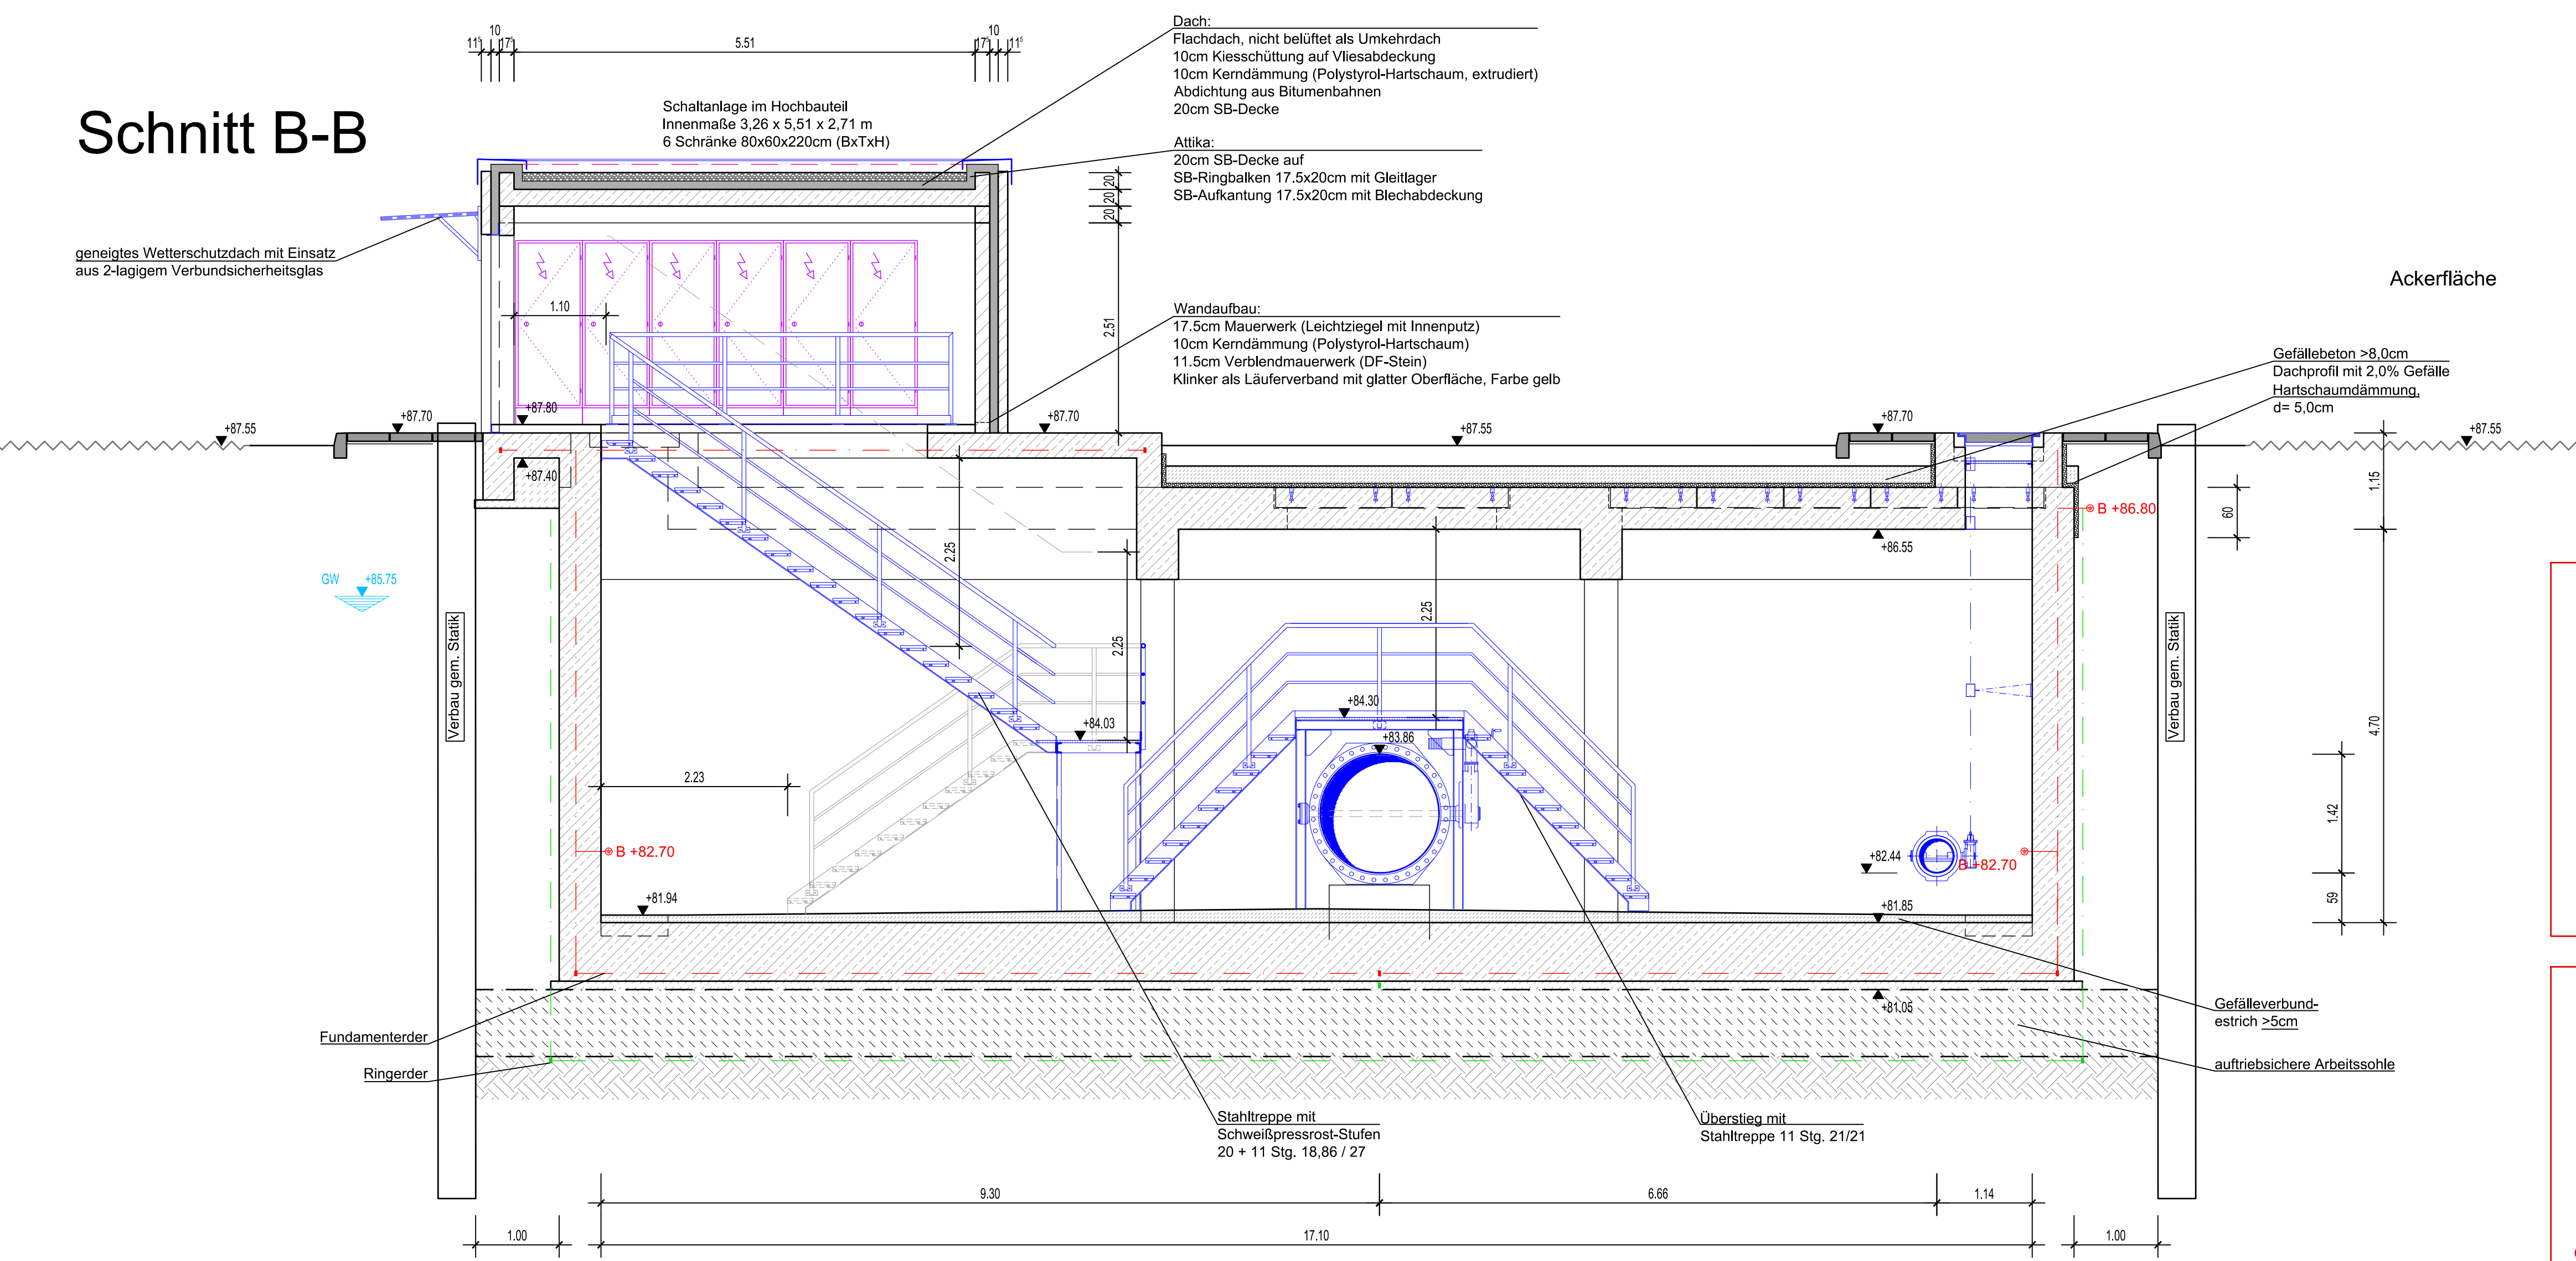 11⁵
10
17⁵
5.51
17⁵
10
11⁵
Schnitt B-B
Schaltanlage im Hochbauteil
Innenmaße 3,26 x 5,51 x 2,71 m
6 Schränke 80x60x220cm (BxTxH)
Dach:
Flachdach, nicht belüftet als Umkehrdach
10cm Kiesschüttung auf Vliesabdeckung
10cm Kerndämmung (Polystyrol-Hartschaum, extrudiert)
Abdichtung aus Bitumenbahnen
20cm SB-Decke
Attika:
20cm SB-Decke auf
SB-Ringbalken 17.5x20cm mit Gleitlager
SB-Aufkantung 17.5x20cm mit Blechabdeckung
20
20
20
2.51
geneigtes Wetterschutzdach mit Einsatz
aus 2-lagigem Verbundsicherheitsglas
1.10
Wandaufbau:
17.5cm Mauerwerk (Leichtziegel mit Innenputz)
10cm Kerndämmung (Polystyrol-Hartschaum)
11.5cm Verblendmauerwerk (DF-Stein)
Klinker als Läuferverband mit glatter Oberfläche, Farbe gelb
Ackerfläche
Gefällebeton >8,0cm
Dachprofil mit 2,0% Gefälle
Hartschaumdämmung,
d= 5,0cm
+87.55
+87.70
+87.80
+87.70
+87.55
+87.70
+87.55
+87.40
1.15
60
B +86.80
+86.55
GW +85.75
2.25
2.25
2.25
Verbau gem. Statik
Verbau gem. Statik
+84.03
+84.30
+83.86
4.70
2.23
1.42
B +82.70
+82.44
B +82.70
59
+81.94
+81.85
+81.05
Fundamenterder
Ringerder
Gefälleverbund-
estrich >5cm
auftriebsichere Arbeitssohle
Stahltreppe mit
Schweißpressrost-Stufen
20 + 11 Stg. 18,86 / 27
Überstieg mit
Stahltreppe 11 Stg. 21/21
9.30
6.66
1.14
1.00
17.10
1.00